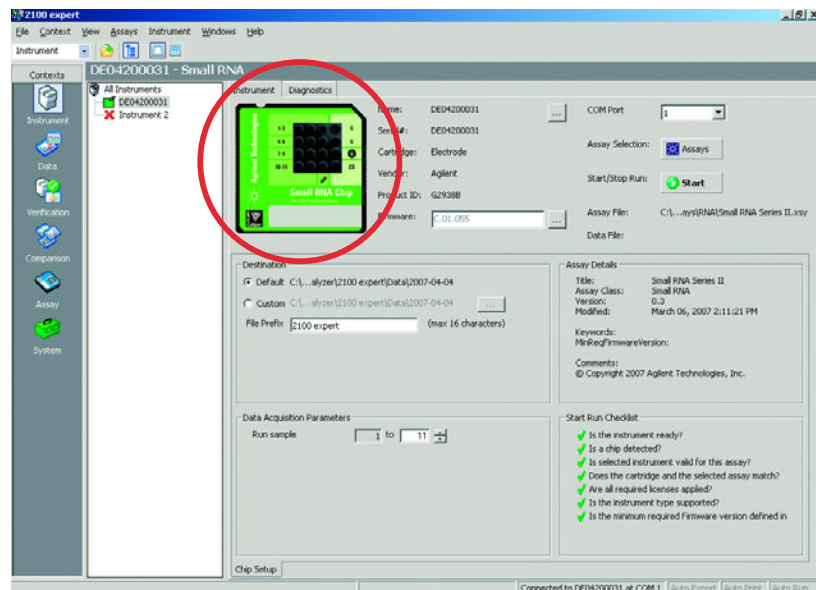 2100 expert
File Context View Assays Instrument Windows Help
Instrument
Contexts
DE04200031 - Small RNA
Instrument
Data
Verification
Comparison
Assay
System
All Instruments
DE04200031
Instrument 2
Instrument Diagnostics
Agilent Technologies
Small RNA Chip
Name: DE04200031 ...
Serial#: DE04200031
Cartridge: Electrode
Vendor: Agilent
Product ID: G2938B
Firmware: C.01.055 ...
COM Port 1
Assay Selection: Assays
Start/Stop Run: Start
Assay File: C:\...ays\RNA\Small RNA Series II.xsy
Data File:
Destination
Default C:\...alyzer\2100 expert\Data\2007-04-04
Custom C:\...alyzer\2100 expert\Data\2007-04-04 ...
File Prefix 2100 expert (max 16 characters)
Assay Details
Title: Small RNA Series II
Assay Class: Small RNA
Version: 0.3
Modified: March 06, 2007 2:11:21 PM
Keywords:
MinReqFirmwareVersion:
Comments:
© Copyright 2007 Agilent Technologies, Inc.
Data Acquisition Parameters
Run sample 1 to 11
Start Run Checklist
Is the instrument ready?
Is a chip detected?
Is selected instrument valid for this assay?
Does the cartridge and the selected assay match?
Are all required licenses applied?
Is the instrument type supported?
Is the minimum required Firmware version defined in
Chip Setup
Connected to DE04200031 at COM 1 Auto Export Auto Print Auto Run